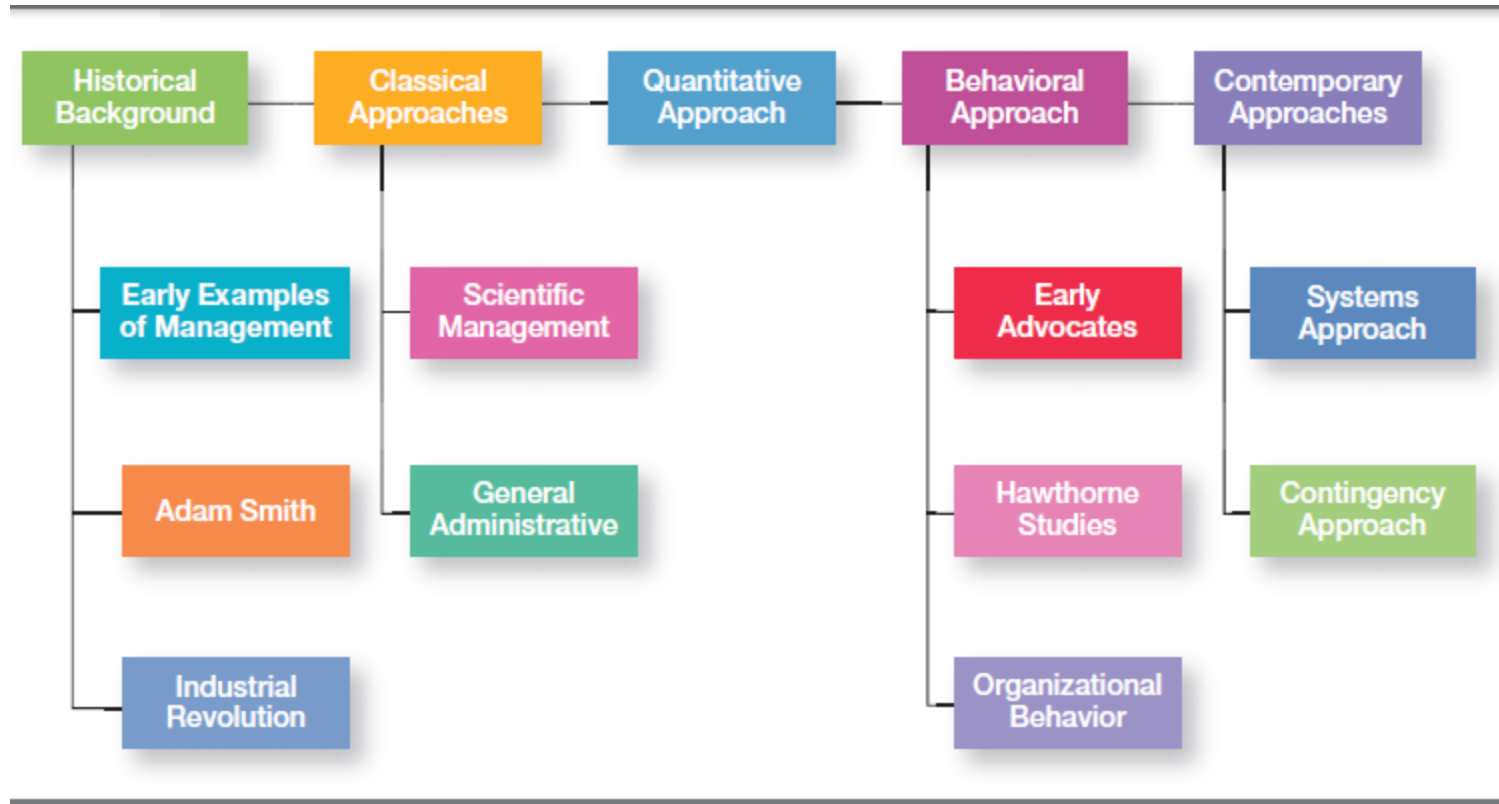 Historical
Background
Classical
Approaches
Quantitative
Approach
Behavioral
Approach
Contemporary
Approaches
Early Examples
of Management
Scientific
Management
Early
Advocates
Systems
Approach
Adam Smith
General
Administrative
Hawthorne
Studies
Contingency
Approach
Industrial
Revolution
Organizational
Behavior